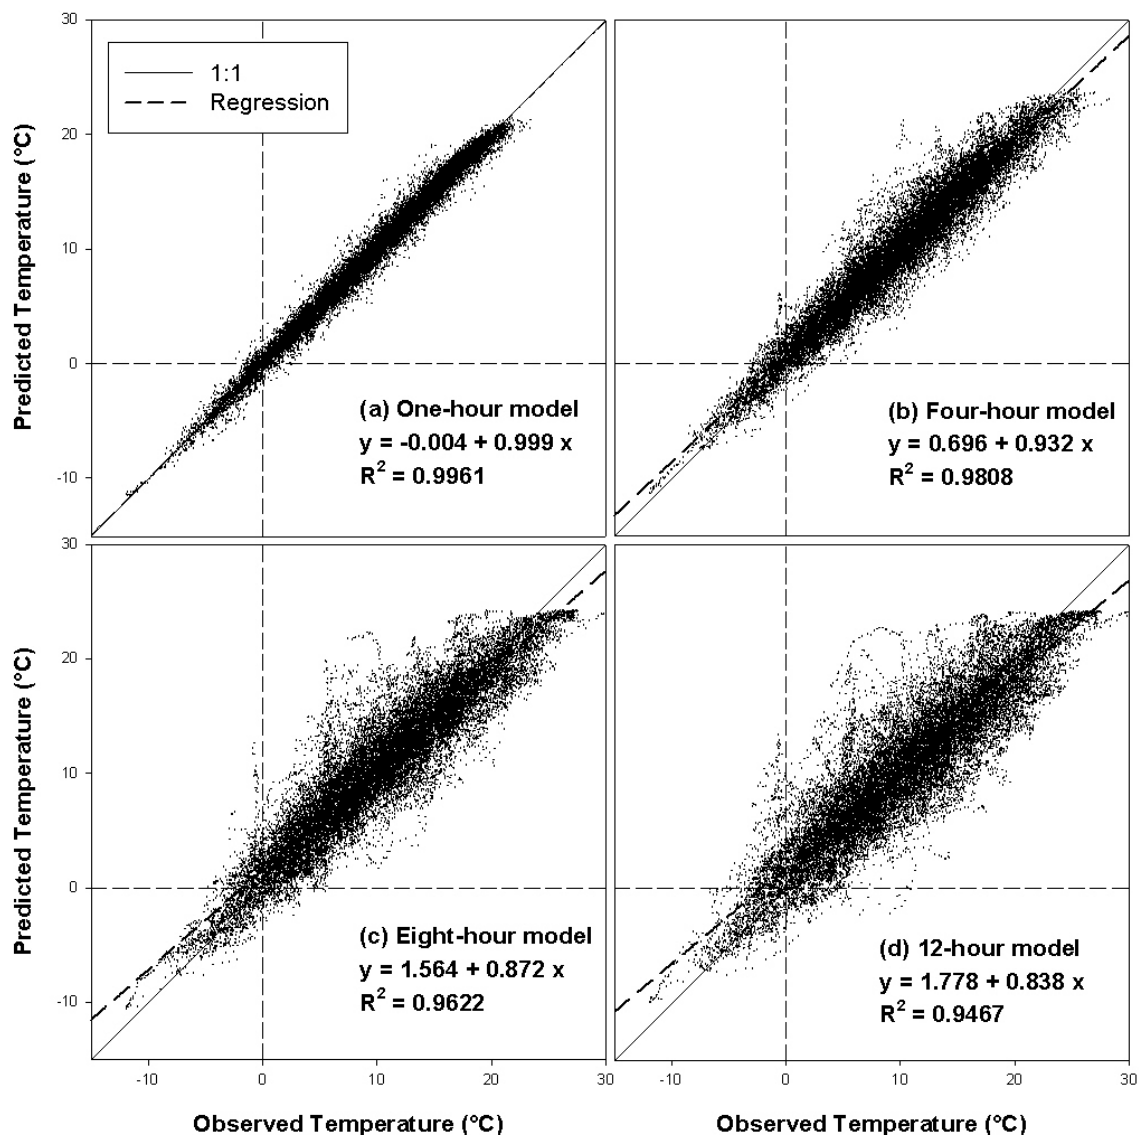 30
20
10
0
-10
Predicted Temperature (°C)
1:1
Regression
(a) One-hour model
y = -0.004 + 0.999 x
R² = 0.9961
(b) Four-hour model
y = 0.696 + 0.932 x
R² = 0.9808
30
20
10
0
-10
Predicted Temperature (°C)
(c) Eight-hour model
y = 1.564 + 0.872 x
R² = 0.9622
(d) 12-hour model
y = 1.778 + 0.838 x
R² = 0.9467
-10 0 10 20 30
-10 0 10 20 30
Observed Temperature (°C)
Observed Temperature (°C)